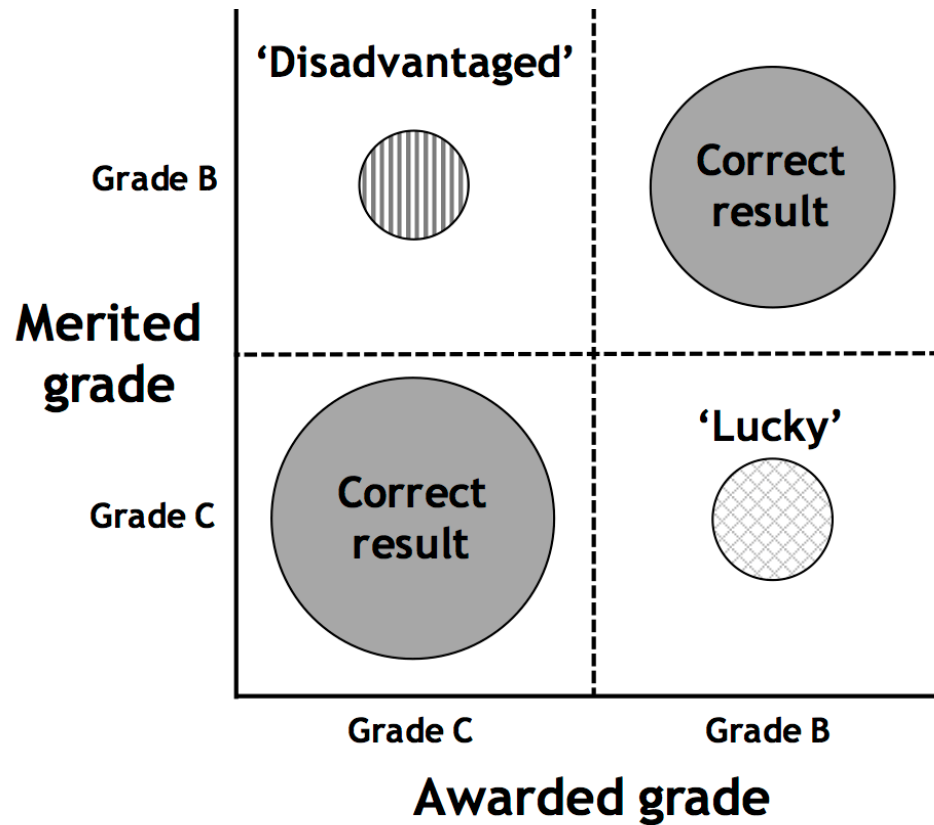 ‘Disadvantaged’
Correct
result
Grade B
Merited
grade
‘Lucky’
Correct
result
Grade C
Grade C
Grade B
Awarded grade